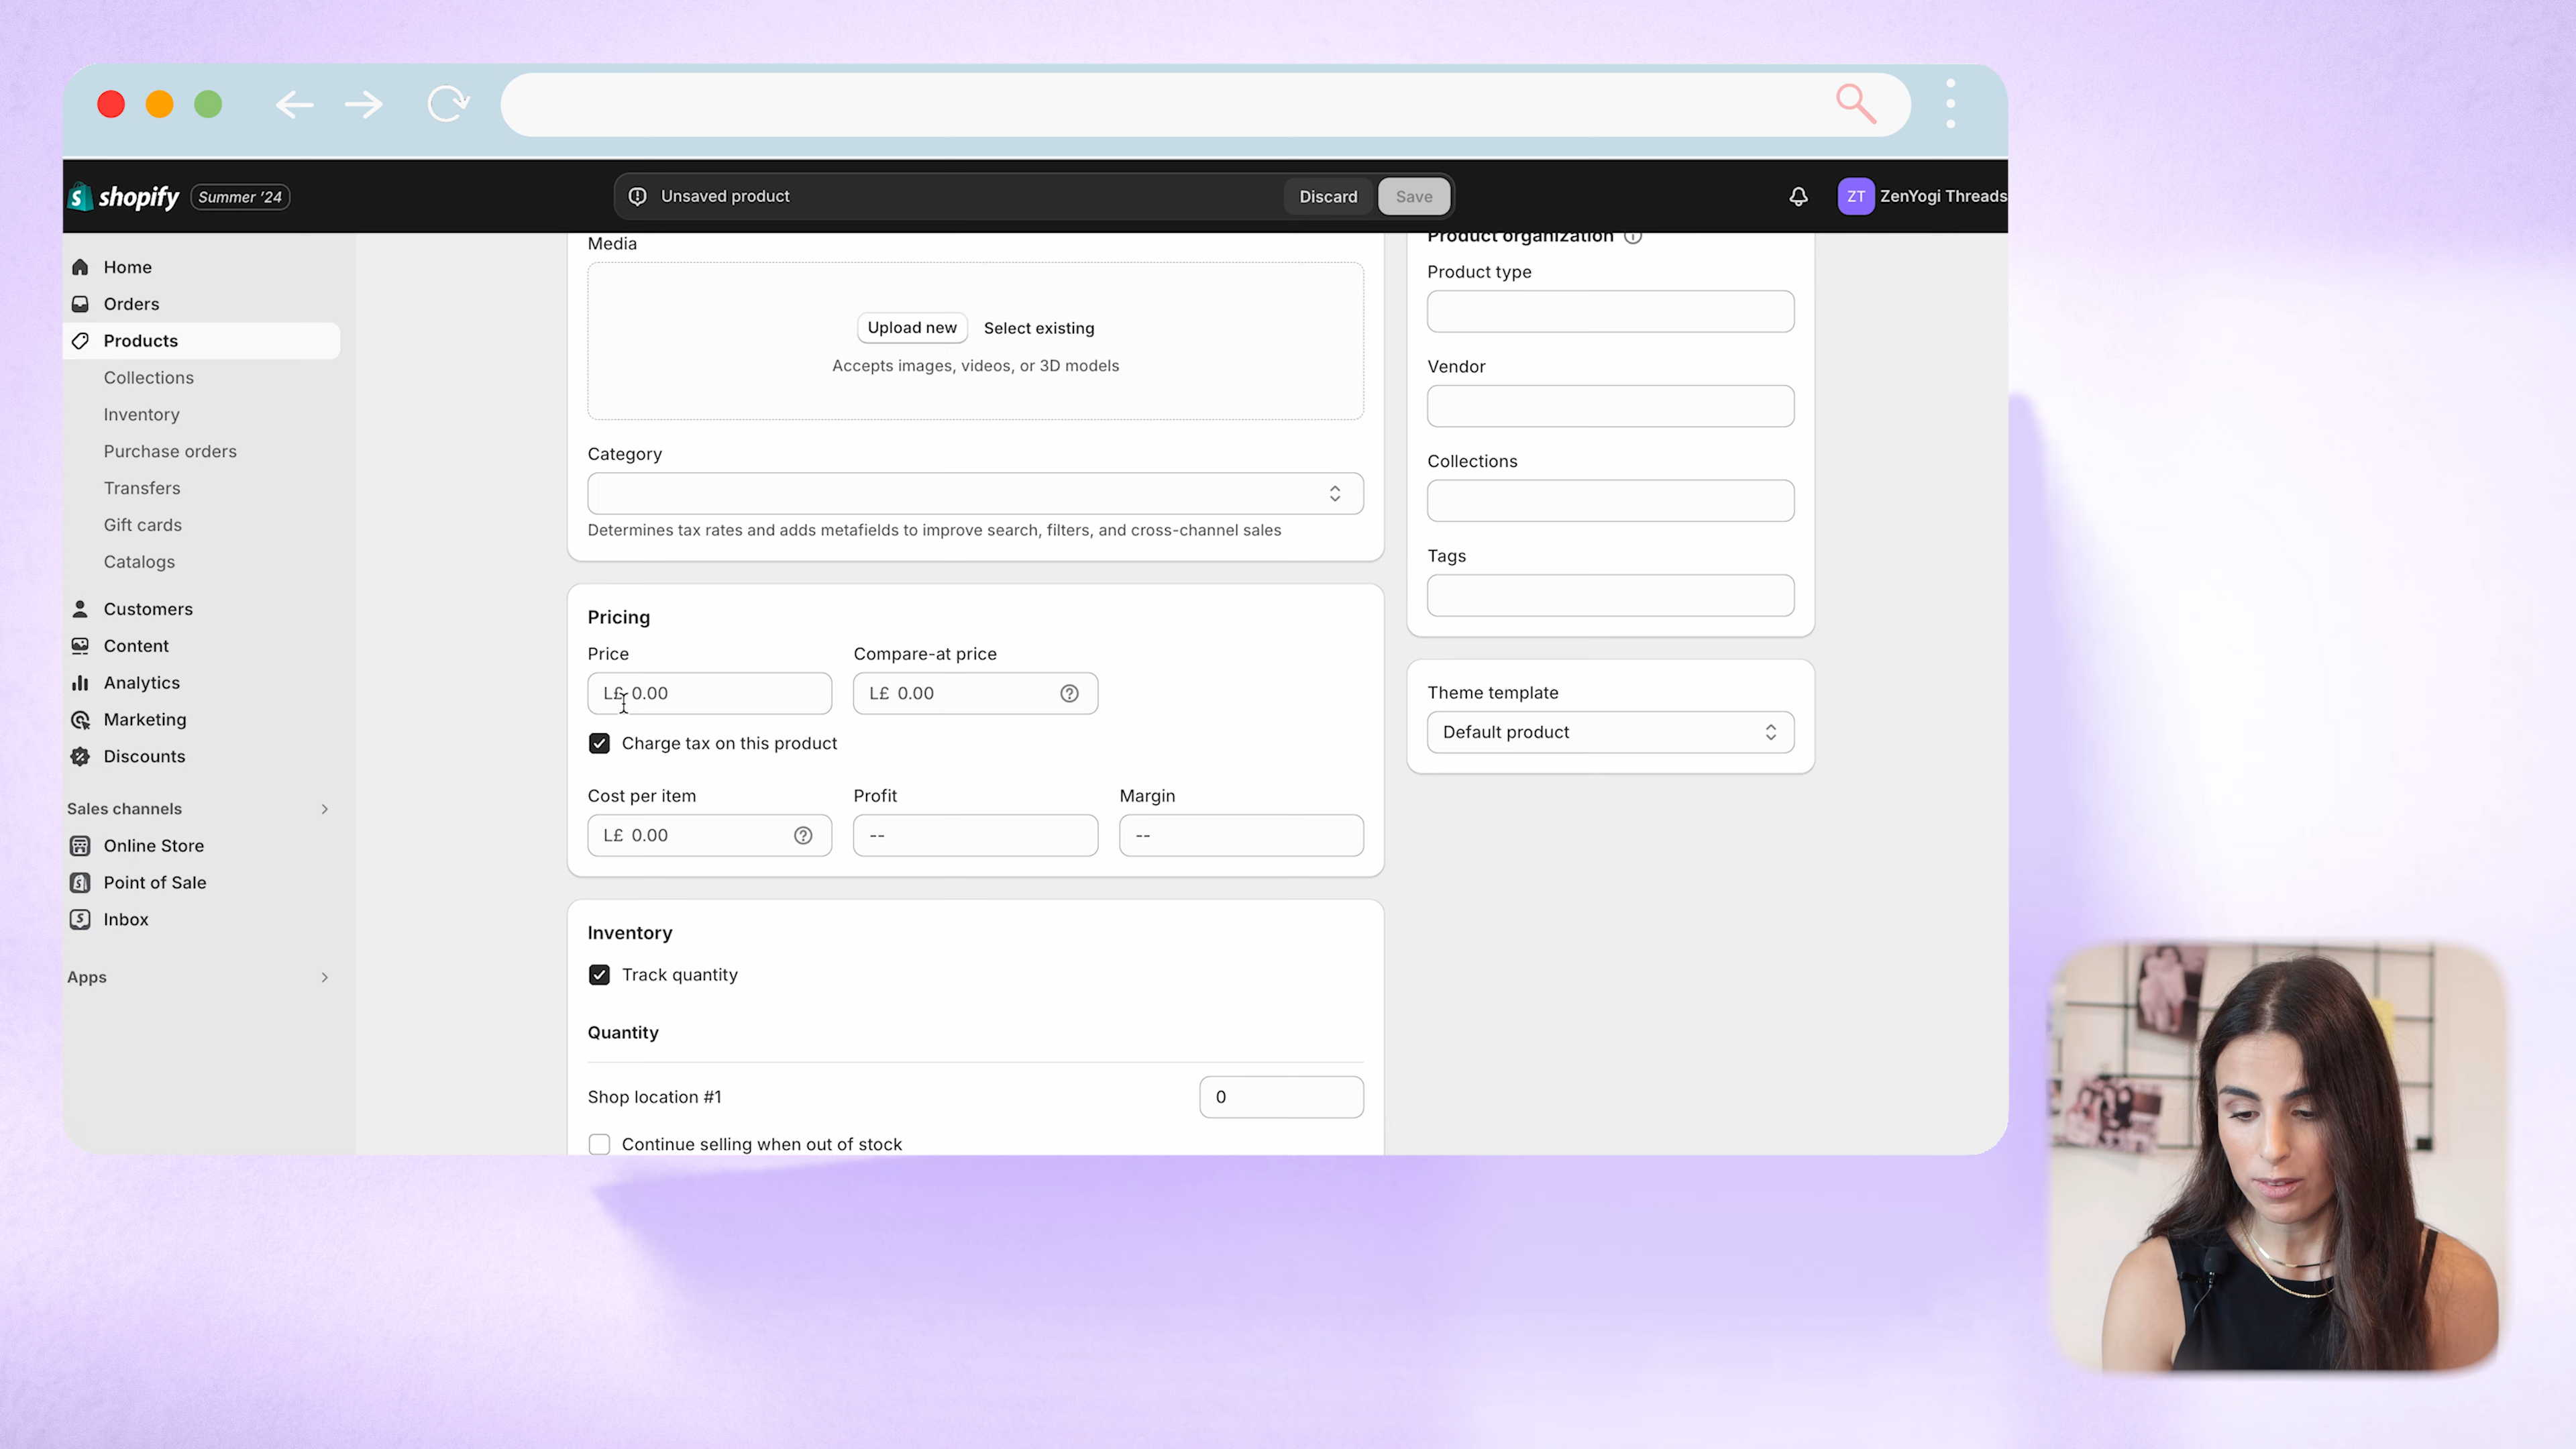 shopify Summer '24
Unsaved product
Discard
Save
ZT ZenYogi Threads
Home
Orders
Products
Collections
Inventory
Purchase orders
Transfers
Gift cards
Catalogs
Customers
Content
Analytics
Marketing
Discounts
Sales channels
Online Store
Point of Sale
Inbox
Apps
Media
Upload new Select existing
Accepts images, videos, or 3D models
Category
Determines tax rates and adds metafields to improve search, filters, and cross-channel sales
Pricing
Price Compare-at price
L£ 0.00 L£ 0.00
Charge tax on this product
Cost per item Profit Margin
L£ 0.00 -- --
Inventory
Track quantity
Quantity
Shop location #1 0
Continue selling when out of stock
Product organization
Product type
Vendor
Collections
Tags
Theme template
Default product